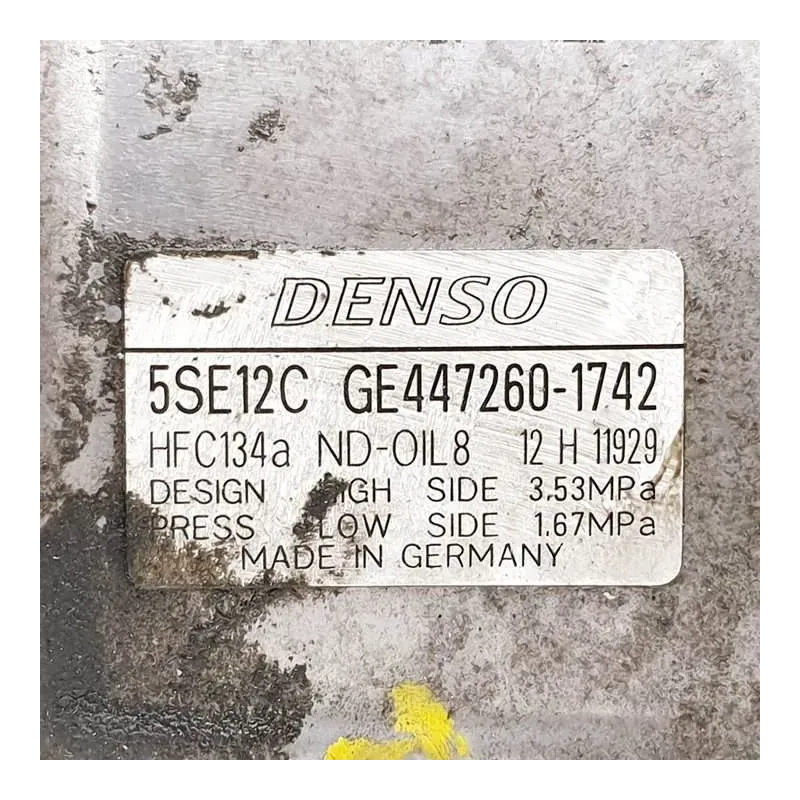 DENSO
5SE12C GE447260-1742
HFC134a ND-OIL8 12 H 11929
DESIGN HIGH SIDE 3.53MPa
PRESS LOW SIDE 1.67MPa
MADE IN GERMANY